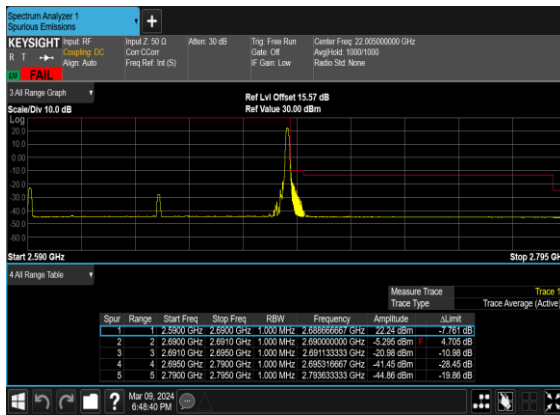 Spectrum Analyzer 1
Spurious Emissions
+
KEYSIGHT Input: RF Input Z: 50 Ω Atten: 30 dB Trig: Free Run Center Freq: 22.005000000 GHz
R T Coupling: DC Corr CCorr Gate: Off Avg|Hold: 1000/1000
Align: Auto Freq Ref: Int (S) IF Gain: Low Radio Std: None
FAIL
3 All Range Graph
Ref Lvl Offset 15.57 dB
Scale/Div 10.0 dB Ref Value 30.00 dBm
Log
20.0
10.0
0.00
-10.0
-20.0
-30.0
-40.0
-50.0
-60.0
Start 2.590 GHz Stop 2.795 GH
4 All Range Table
Measure Trace Trace 1
Trace Type Trace Average (Active)
Spur Range Start Freq Stop Freq RBW Frequency Amplitude ΔLimit
1 1 2.5900 GHz 2.6900 GHz 1.000 MHz 2.688666667 GHz 22.24 dBm -7.761 dB
2 2 2.6900 GHz 2.6910 GHz 1.000 MHz 2.690000000 GHz -5.295 dBm F 4.705 dB
3 3 2.6910 GHz 2.6950 GHz 1.000 MHz 2.691133333 GHz -20.98 dBm -10.98 dB
4 4 2.6950 GHz 2.7900 GHz 1.000 MHz 2.695316667 GHz -41.45 dBm -28.45 dB
5 5 2.7900 GHz 2.7950 GHz 1.000 MHz 2.793633333 GHz -44.86 dBm -19.86 dB
Mar 09, 2024
6:48:40 PM